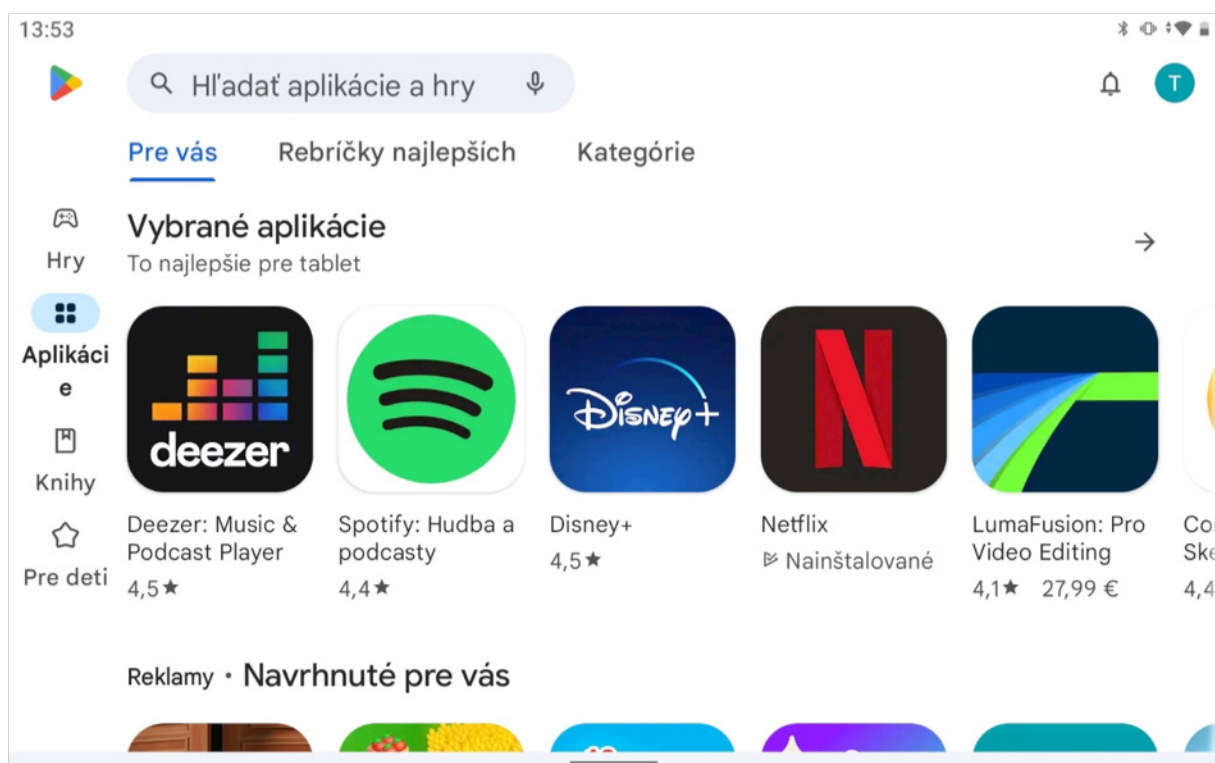 13:53
Hľadať aplikácie a hry
T
Pre vás
Rebríčky najlepších
Kategórie
Hry
Aplikáci
e
Knihy
Pre deti
Vybrané aplikácie
To najlepšie pre tablet
deezer
Disney+
N
Deezer: Music &
Podcast Player
4,5★
Spotify: Hudba a
podcasty
4,4★
Disney+
4,5★
Netflix
Nainštalované
LumaFusion: Pro
Video Editing
4,1★ 27,99 €
4,4
Reklamy • Navrhnuté pre vás